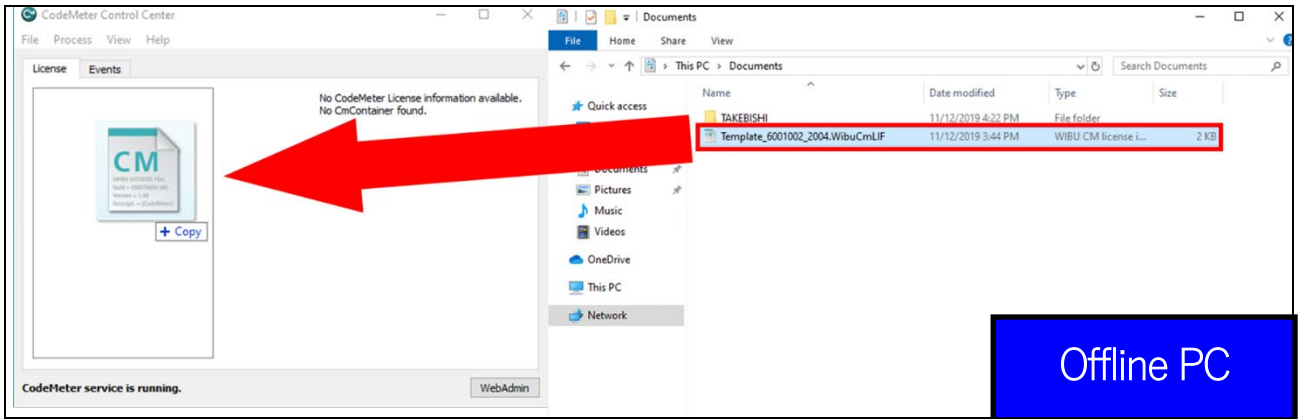 CodeMeter Control Center
File Process View Help
License Events
No CodeMeter License information available.
No CmContainer found.
CM
+ Copy
CodeMeter service is running.
WebAdmin
Documents
File Home Share View
This PC > Documents
Search Documents
Name Date modified Type Size
Quick access
TAKEBISHI 11/12/2019 4:22 PM File folder
Template_6001002_2004.WibuCmLIF 11/12/2019 3:44 PM WIBU CM license i... 2 KB
Documents
Pictures
Music
Videos
OneDrive
This PC
Network
Offline PC